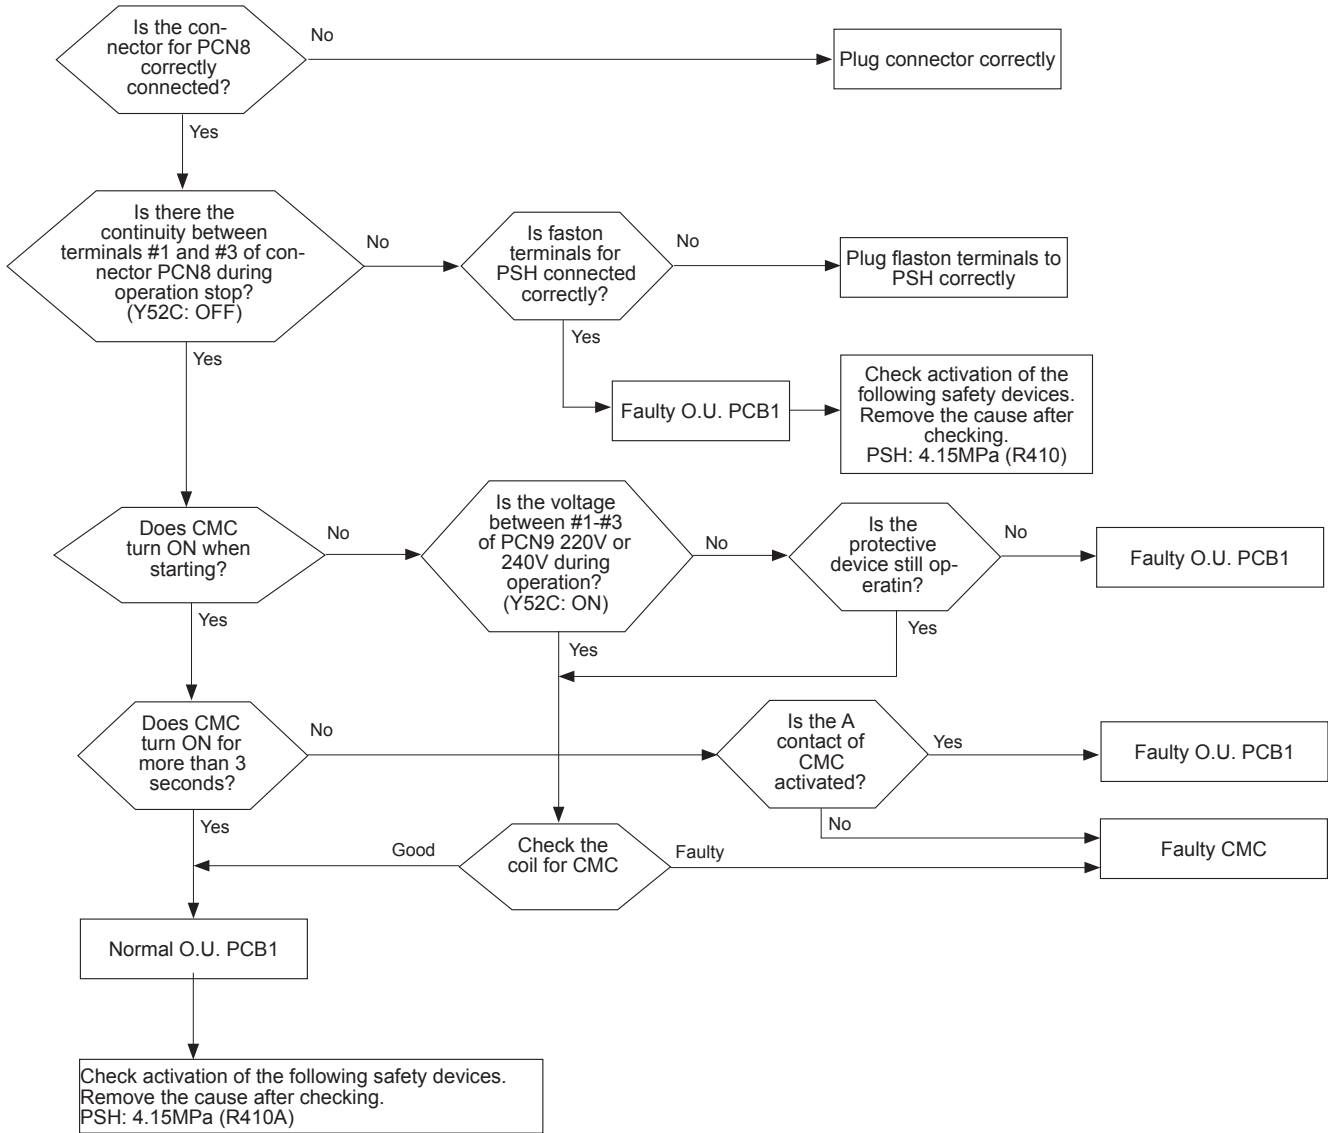 Is the con-
nector for PCN8
correctly
connected?
No
Plug connector correctly
Yes
Is there the
continuity between
terminals #1 and #3 of con-
nector PCN8 during
operation stop?
(Y52C: OFF)
No
Is faston
terminals for
PSH connected
correctly?
No
Plug flaston terminals to
PSH correctly
Yes
Yes
Faulty O.U. PCB1
Check activation of the
following safety devices.
Remove the cause after
checking.
PSH: 4.15MPa (R410)
Does CMC
turn ON when
starting?
No
Is the voltage
between #1-#3
of PCN9 220V or
240V during
operation?
(Y52C: ON)
No
Is the
protective
device still op-
eratin?
No
Faulty O.U. PCB1
Yes
Yes
Yes
Does CMC
turn ON for
more than 3
seconds?
No
Is the A
contact of
CMC
activated?
Yes
Faulty O.U. PCB1
No
Yes
Good
Check the
coil for CMC
Faulty
Faulty CMC
Normal O.U. PCB1
Check activation of the following safety devices.
Remove the cause after checking.
PSH: 4.15MPa (R410A)